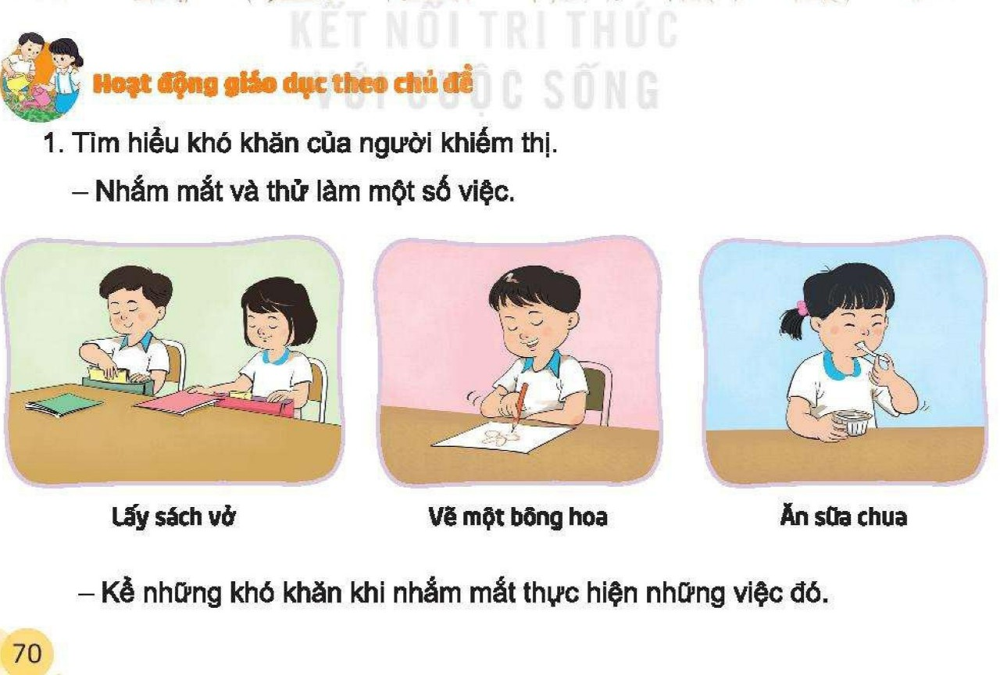 KẾT NỐI TRI THỨC
VỚI CUỘC SỐNG
Hoạt động giáo dục theo chủ đề
1. Tìm hiểu khó khăn của người khiếm thị.
– Nhắm mắt và thử làm một số việc.
Lấy sách vở
Vẽ một bông hoa
Ăn sữa chua
– Kể những khó khăn khi nhắm mắt thực hiện những việc đó.
70